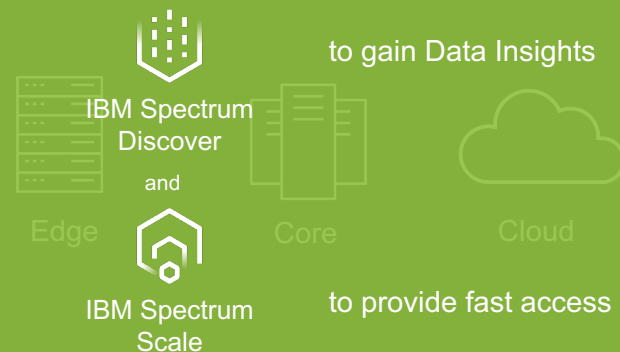 to gain Data Insights
IBM Spectrum
Discover
and
Edge
Core
Cloud
IBM Spectrum
Scale
to provide fast access